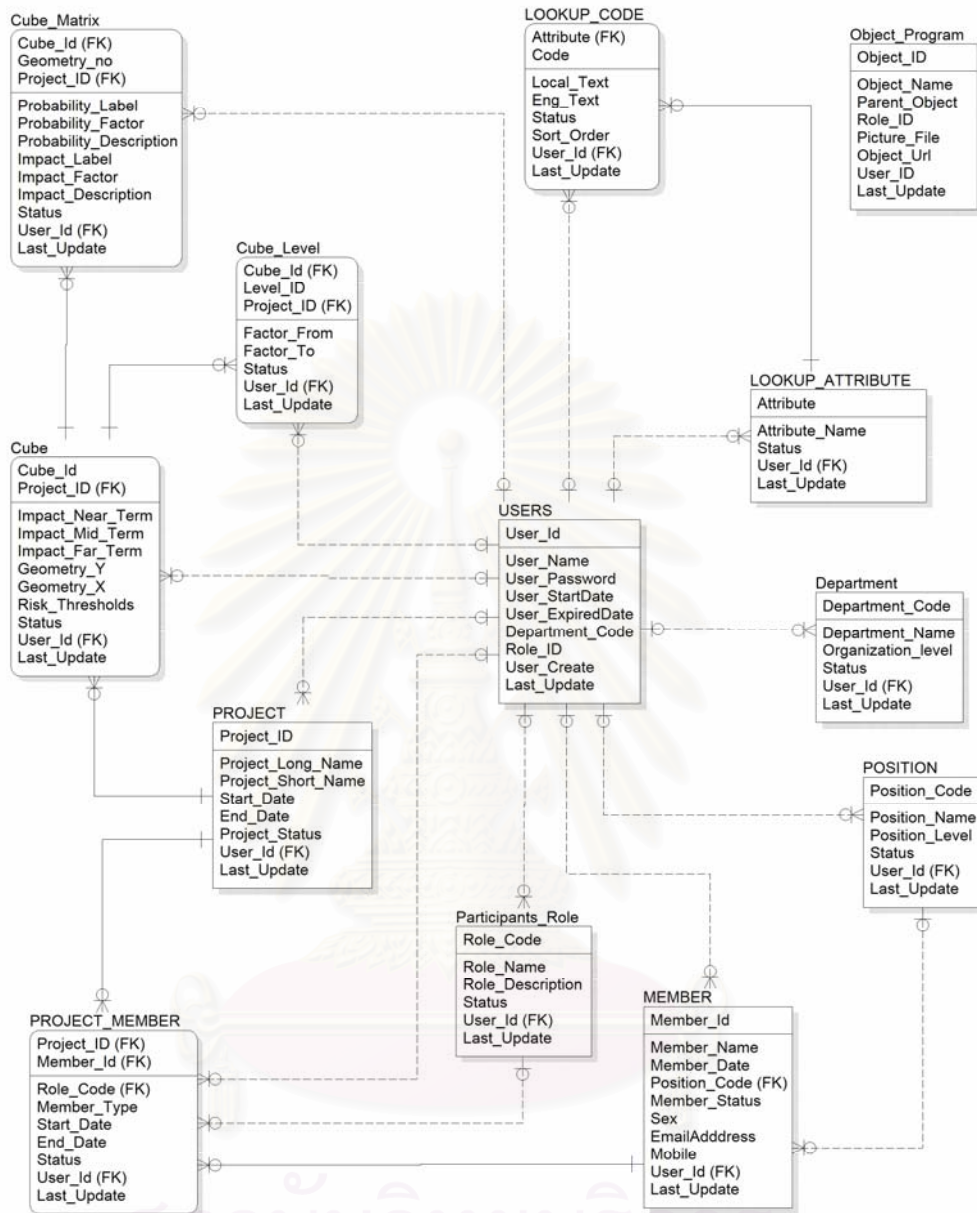 Cube_Matrix
Cube_Id (FK)
Geometry_no
Project_ID (FK)
Probability_Label
Probability_Factor
Probability_Description
Impact_Label
Impact_Factor
Impact_Description
Status
User_Id (FK)
Last_Update
LOOKUP_CODE
Attribute (FK)
Code
Local_Text
Eng_Text
Status
Sort_Order
User_Id (FK)
Last_Update
Object_Program
Object_ID
Object_Name
Parent_Object
Role_ID
Picture_File
Object_Url
User_ID
Last_Update
Cube_Level
Cube_Id (FK)
Level_ID
Project_ID (FK)
Factor_From
Factor_To
Status
User_Id (FK)
Last_Update
LOOKUP_ATTRIBUTE
Attribute
Attribute_Name
Status
User_Id (FK)
Last_Update
Cube
Cube_Id
Project_ID (FK)
Impact_Near_Term
Impact_Mid_Term
Impact_Far_Term
Geometry_Y
Geometry_X
Risk_Thresholds
Status
User_Id (FK)
Last_Update
USERS
User_Id
User_Name
User_Password
User_StartDate
User_ExpiredDate
Department_Code
Role_ID
User_Create
Last_Update
Department
Department_Code
Department_Name
Organization_level
Status
User_Id (FK)
Last_Update
PROJECT
Project_ID
Project_Long_Name
Project_Short_Name
Start_Date
End_Date
Project_Status
User_Id (FK)
Last_Update
POSITION
Position_Code
Position_Name
Position_Level
Status
User_Id (FK)
Last_Update
Participants_Role
Role_Code
Role_Name
Role_Description
Status
User_Id (FK)
Last_Update
MEMBER
Member_Id
Member_Name
Member_Date
Position_Code (FK)
Member_Status
Sex
EmailAdddress
Mobile
User_Id (FK)
Last_Update
PROJECT_MEMBER
Project_ID (FK)
Member_Id (FK)
Role_Code (FK)
Member_Type
Start_Date
End_Date
Status
User_Id (FK)
Last_Update